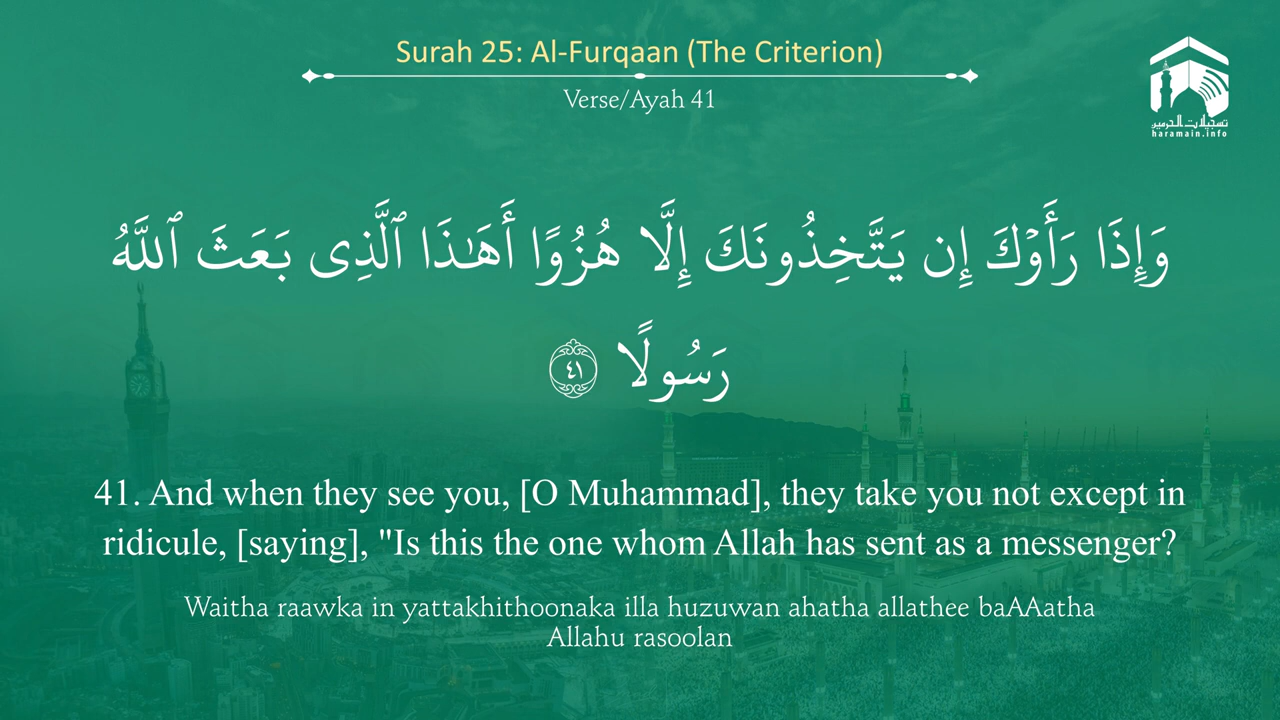 Surah 25: Al-Furqaan (The Criterion)
Verse/Ayah 41
تسجيلات الحرمين
haramain.info
وَإِذَا رَأَوْكَ إِن يَتَّخِذُونَكَ إِلَّا هُزُوًا أَهَـٰذَا ٱلَّذِى بَعَثَ ٱللَّهُ
رَسُولًا ٤١
41. And when they see you, [O Muhammad], they take you not except in
ridicule, [saying], "Is this the one whom Allah has sent as a messenger?
Waitha raawka in yattakhithoonaka illa huzuwan ahatha allathee baAAatha
Allahu rasoolan